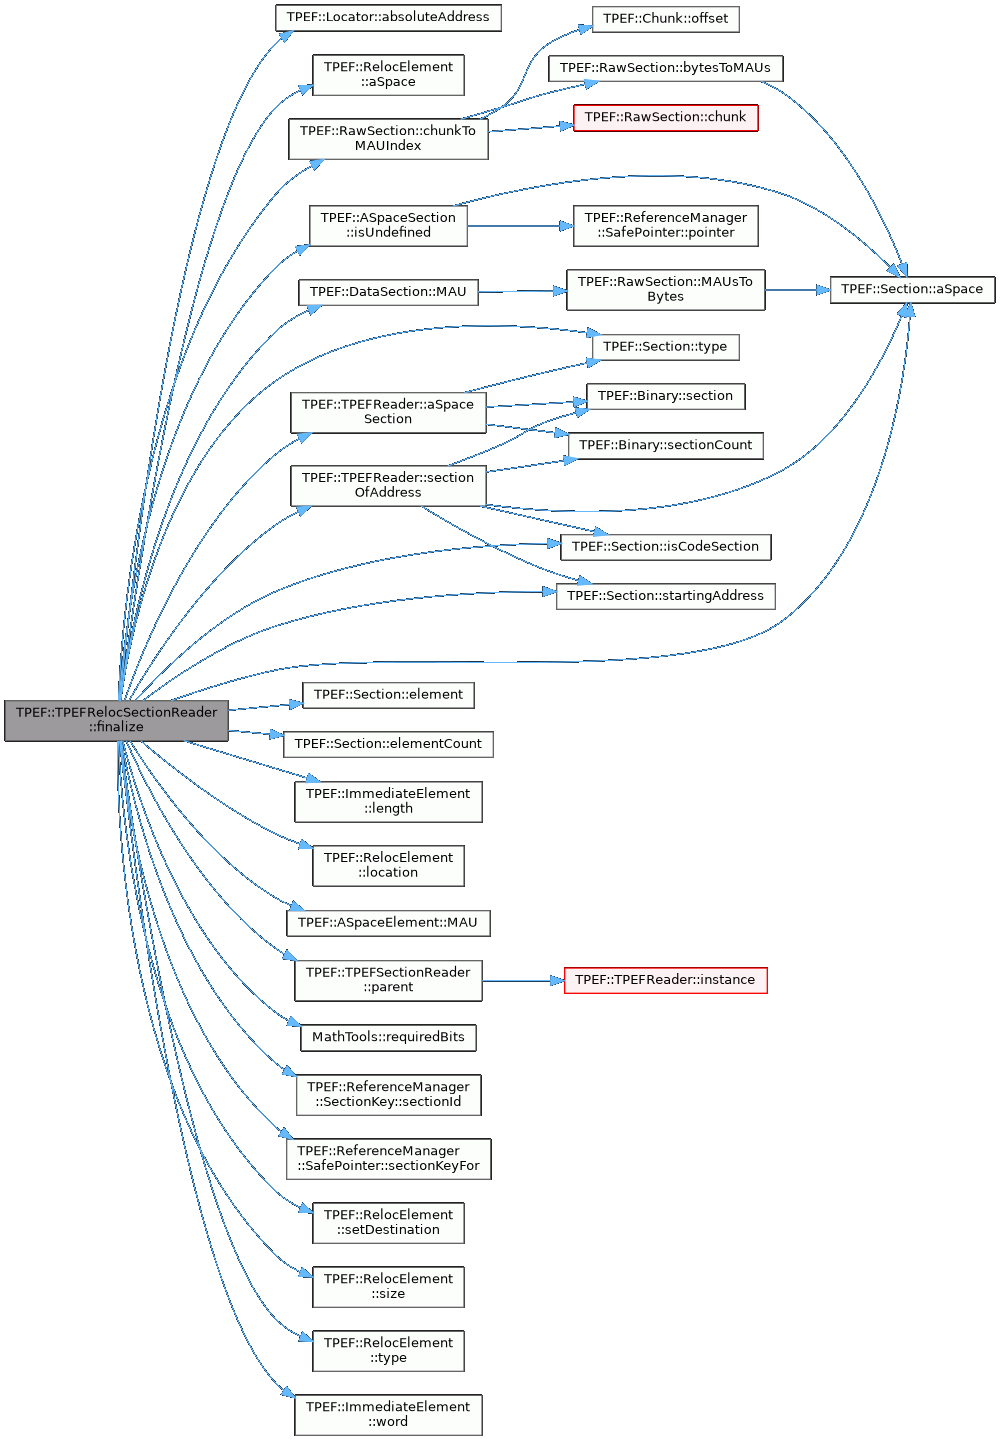 TPEF::Locator::absoluteAddress
TPEF::Chunk::offset
TPEF::RelocElement
::aSpace
TPEF::RawSection::bytesToMAUs
TPEF::RawSection::chunkTo
MAUIndex
TPEF::RawSection::chunk
TPEF::ASpaceSection
::isUndefined
TPEF::ReferenceManager
::SafePointer::pointer
TPEF::DataSection::MAU
TPEF::RawSection::MAUsTo
Bytes
TPEF::Section::aSpace
TPEF::Section::type
TPEF::TPEFReader::aSpace
Section
TPEF::Binary::section
TPEF::Binary::sectionCount
TPEF::TPEFReader::section
OfAddress
TPEF::Section::isCodeSection
TPEF::Section::startingAddress
TPEF::TPEFRelocSectionReader
::finalize
TPEF::Section::element
TPEF::Section::elementCount
TPEF::ImmediateElement
::length
TPEF::RelocElement
::location
TPEF::ASpaceElement::MAU
TPEF::TPEFSectionReader
::parent
TPEF::TPEFReader::instance
MathTools::requiredBits
TPEF::ReferenceManager
::SectionKey::sectionId
TPEF::ReferenceManager
::SafePointer::sectionKeyFor
TPEF::RelocElement
::setDestination
TPEF::RelocElement
::size
TPEF::RelocElement
::type
TPEF::ImmediateElement
::word